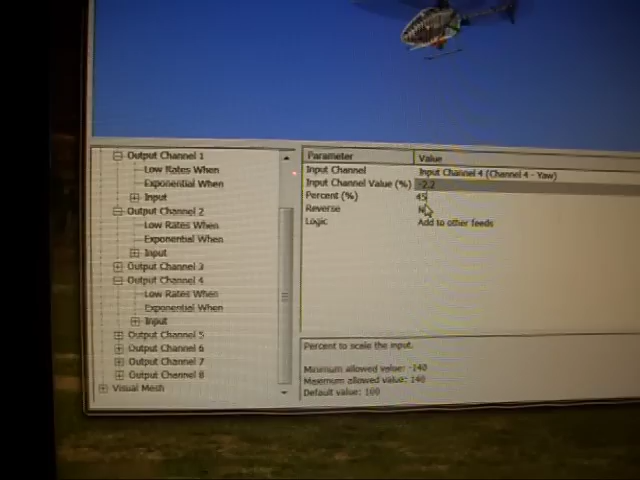 Output Channel 1
Low Rates When
Exponential When
Input
Output Channel 2
Low Rates When
Exponential When
Input
Output Channel 3
Output Channel 4
Low Rates When
Exponential When
Input
Output Channel 5
Output Channel 6
Output Channel 7
Output Channel 8
Visual Mesh
Parameter Value
Input Channel Input Channel 4 (Channel 4 - Yaw)
Input Channel Value (%) -2.2
Percent (%) 45
Reverse
Logic Add to other feeds
Percent to scale the input.
Minimum allowed value: -140
Maximum allowed value: 140
Default value: 100